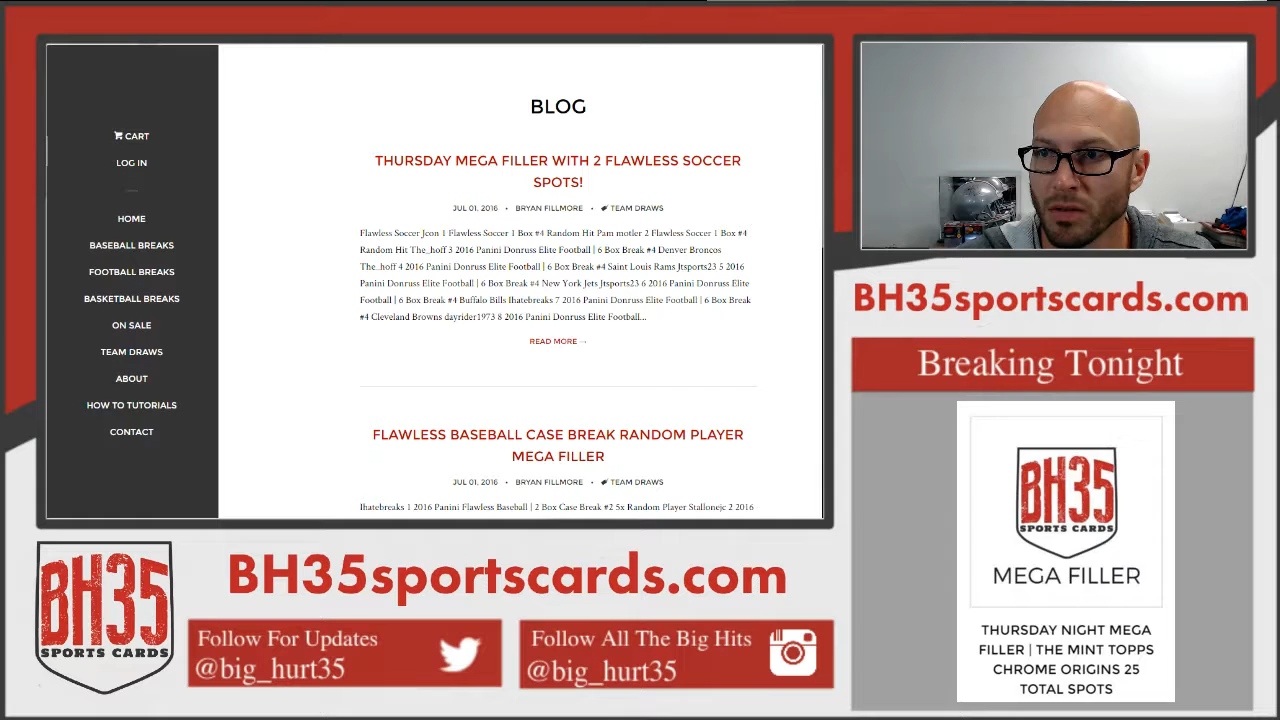 CART
LOG IN
HOME
BASEBALL BREAKS
FOOTBALL BREAKS
BASKETBALL BREAKS
ON SALE
TEAM DRAWS
ABOUT
HOW TO TUTORIALS
CONTACT
BLOG
THURSDAY MEGA FILLER WITH 2 FLAWLESS SOCCER
SPOTS!
JUL 01, 2016 • BRYAN FILLMORE • TEAM DRAWS
Flawless Soccer Jcon 1 Flawless Soccer 1 Box #4 Random Hit Pam motler 2 Flawless Soccer 1 Box #4
Random Hit The_hoff 3 2016 Panini Donruss Elite Football | 6 Box Break #4 Denver Broncos
The_hoff 4 2016 Panini Donruss Elite Football | 6 Box Break #4 Saint Louis Rams Jtsports23 5 2016
Panini Donruss Elite Football | 6 Box Break #4 New York Jets Jtsports23 6 2016 Panini Donruss Elite
Football | 6 Box Break #4 Buffalo Bills Ihatebreaks 7 2016 Panini Donruss Elite Football | 6 Box Break
#4 Cleveland Browns dayrider1973 8 2016 Panini Donruss Elite Football...
READ MORE →
FLAWLESS BASEBALL CASE BREAK RANDOM PLAYER
MEGA FILLER
JUL 01, 2016 • BRYAN FILLMORE • TEAM DRAWS
Ihatebreaks 1 2016 Panini Flawless Baseball | 2 Box Case Break #2 5x Random Player Stallonejc 2 2016
BH35sportscards.com
Breaking Tonight
BH35
SPORTS CARDS
MEGA FILLER
THURSDAY NIGHT MEGA
FILLER | THE MINT TOPPS
CHROME ORIGINS 25
TOTAL SPOTS
BH35
SPORTS CARDS
BH35sportscards.com
Follow For Updates
@big_hurt35
Follow All The Big Hits
@big_hurt35